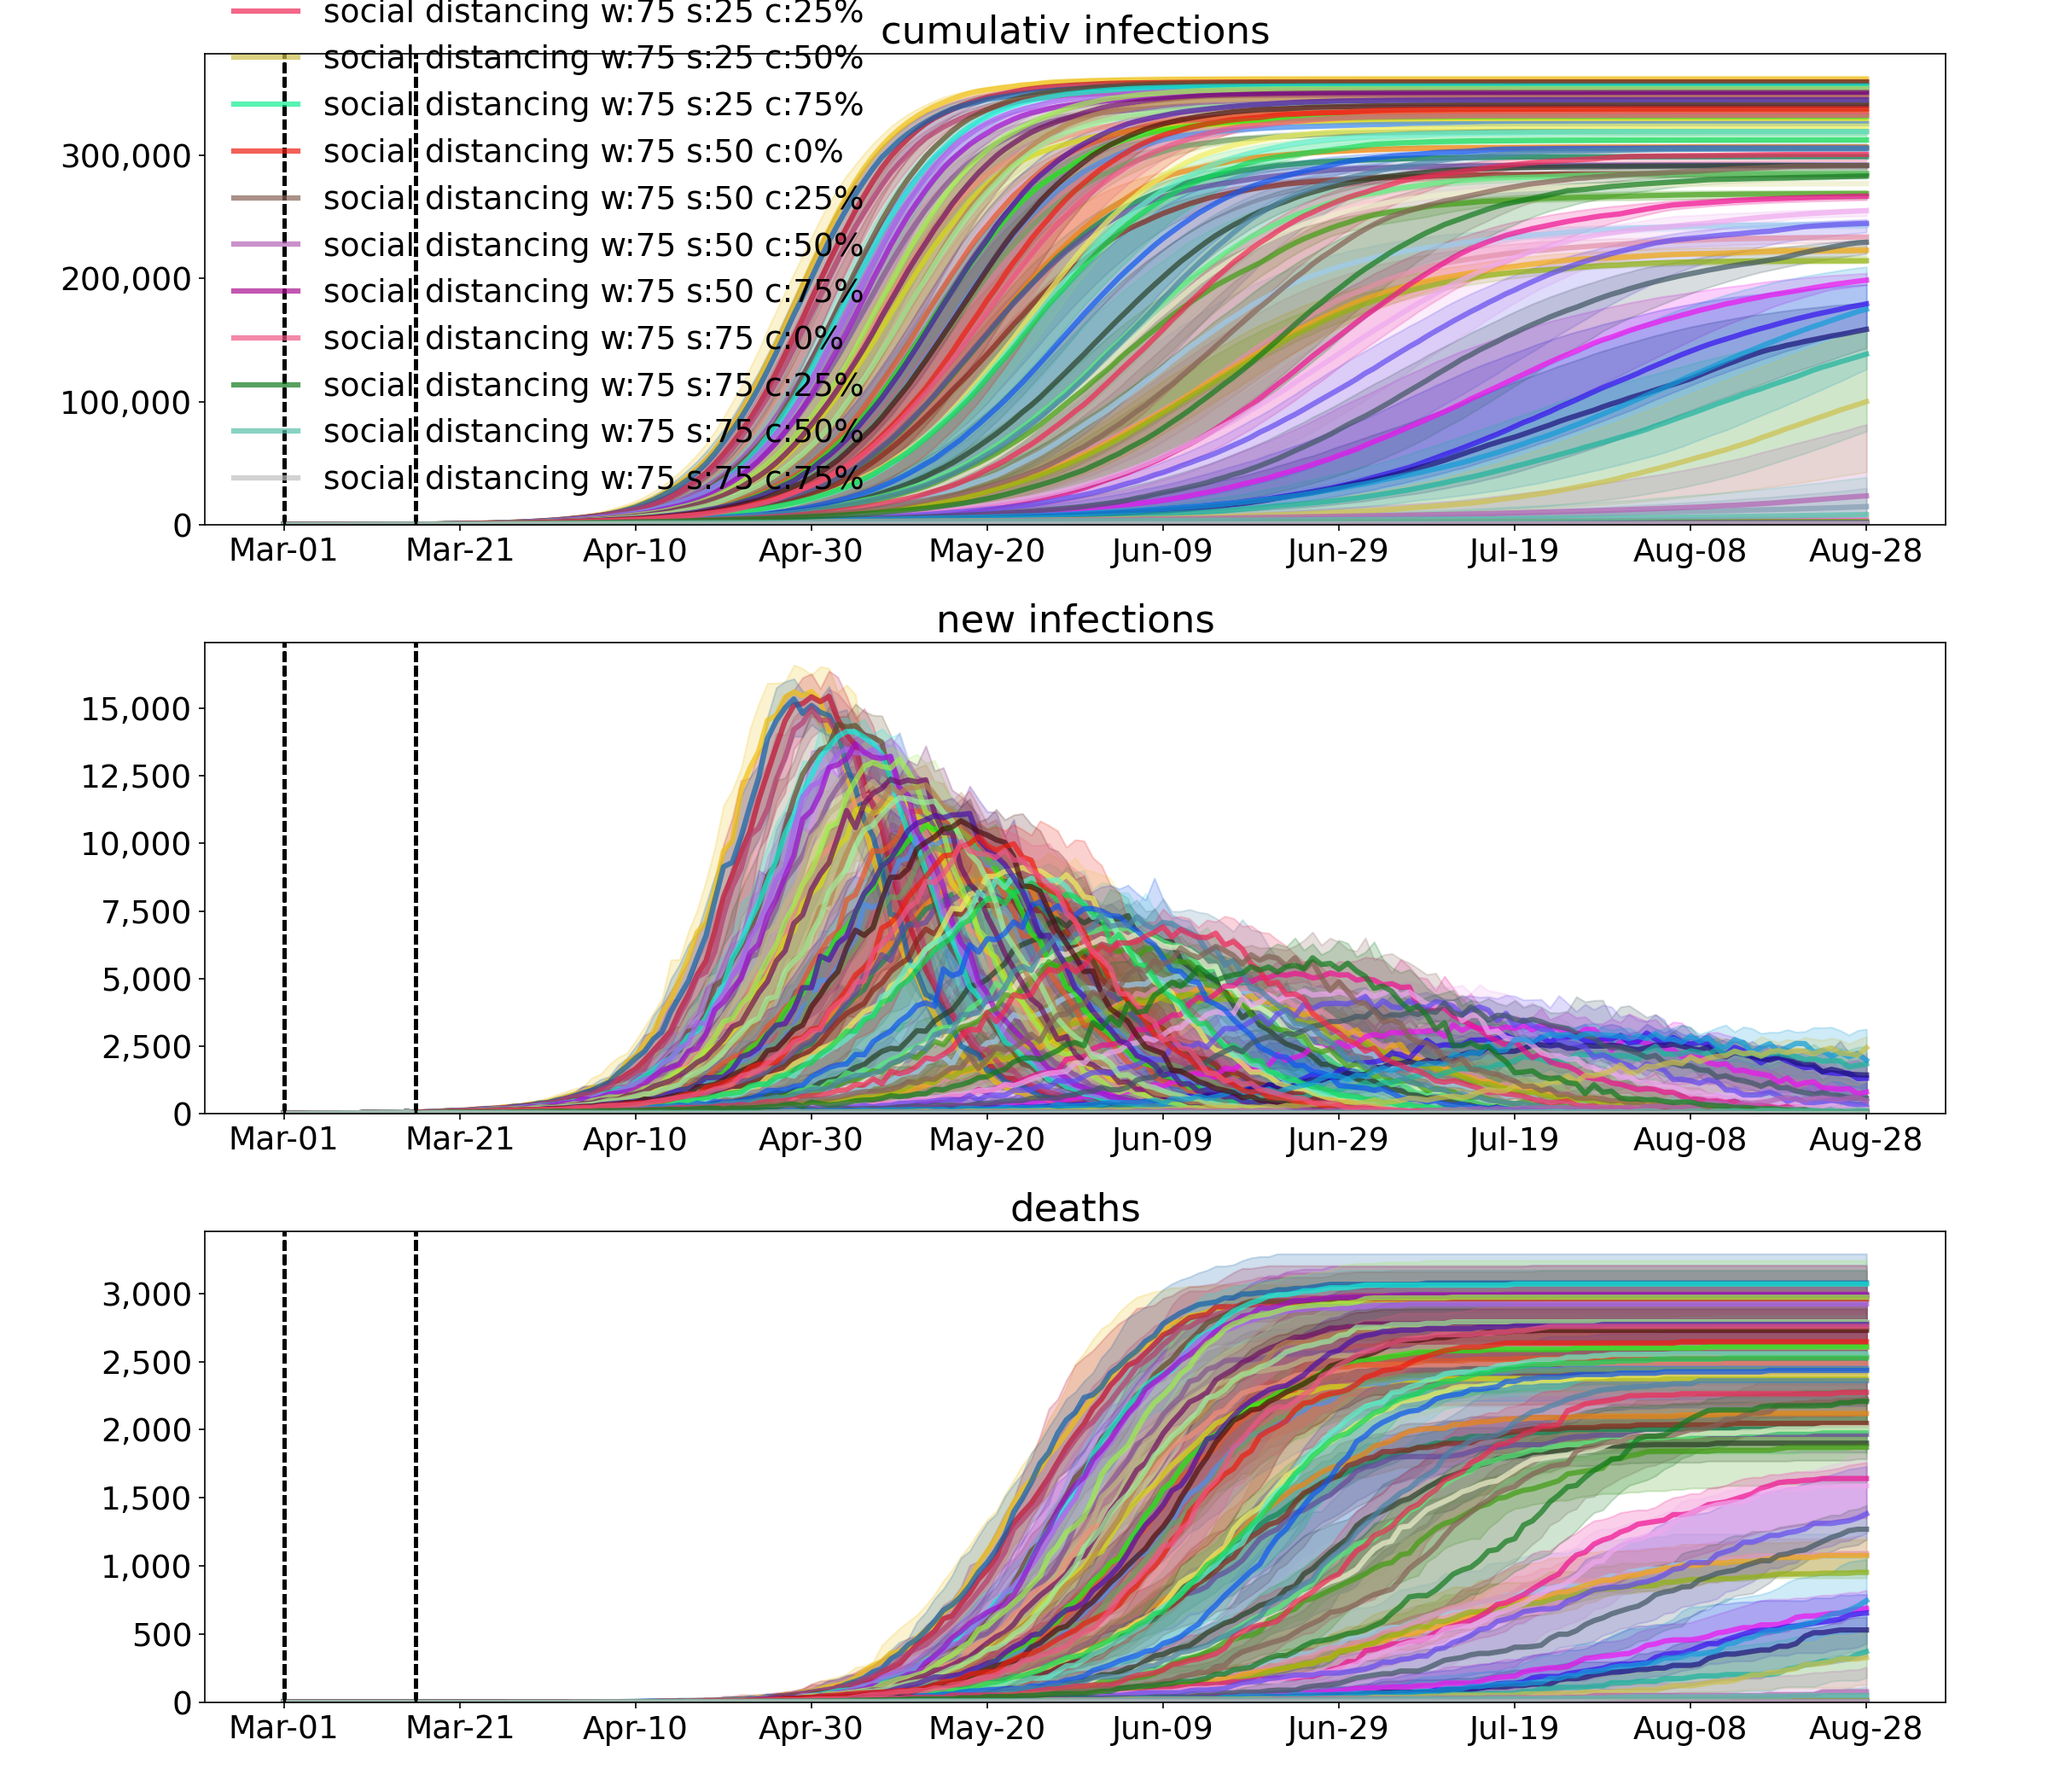 social distancing w:75 s:25 c:25%
cumulativ infections
social distancing w:75 s:25 c:50%
social distancing w:75 s:25 c:75%
social distancing w:75 s:50 c:0%
social distancing w:75 s:50 c:25%
social distancing w:75 s:50 c:50%
social distancing w:75 s:50 c:75%
social distancing w:75 s:75 c:0%
social distancing w:75 s:75 c:25%
social distancing w:75 s:75 c:50%
social distancing w:75 s:75 c:75%
300,000
200,000
100,000
0
Mar-01 Mar-21 Apr-10 Apr-30 May-20 Jun-09 Jun-29 Jul-19 Aug-08 Aug-28
new infections
15,000
12,500
10,000
7,500
5,000
2,500
0
Mar-01 Mar-21 Apr-10 Apr-30 May-20 Jun-09 Jun-29 Jul-19 Aug-08 Aug-28
deaths
3,000
2,500
2,000
1,500
1,000
500
0
Mar-01 Mar-21 Apr-10 Apr-30 May-20 Jun-09 Jun-29 Jul-19 Aug-08 Aug-28